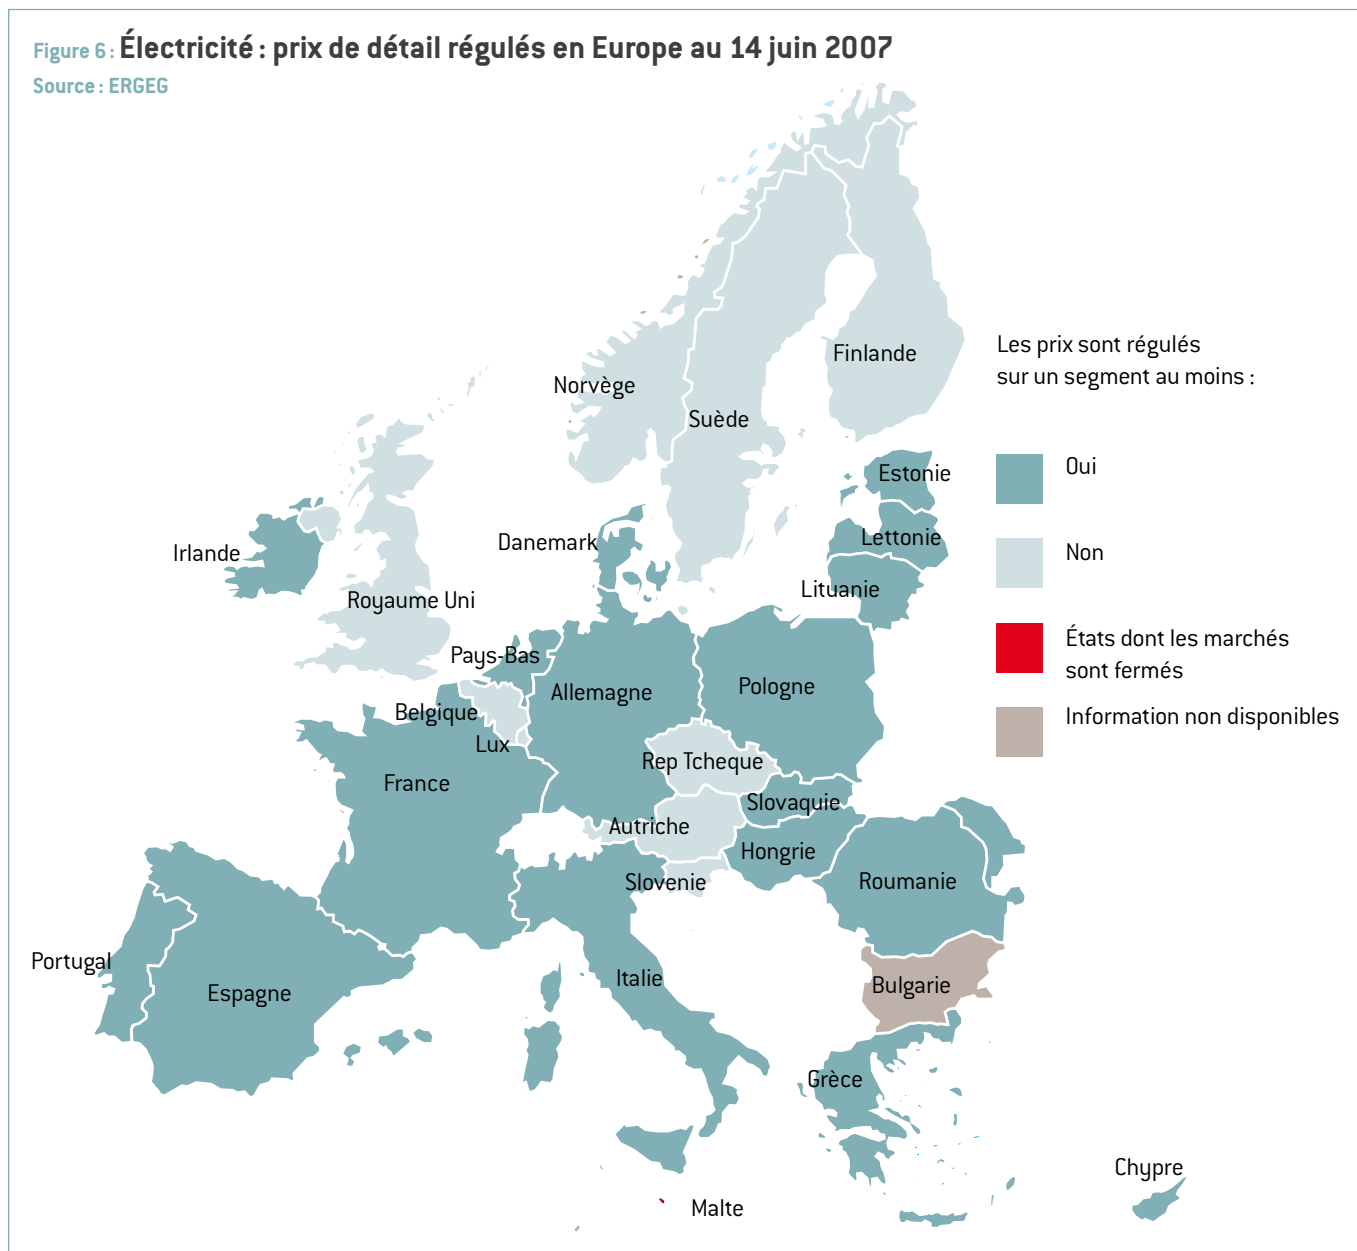 Figure 6 : Électricité : prix de détail régulés en Europe au 14 juin 2007
Source : ERGEG
Finlande
Norvège
Suède
Les prix sont régulés
sur un segment au moins :
Oui
Estonie
Lettonie
Danemark
Irlande
Non
Lituanie
Royaume Uni
États dont les marchés
sont fermés
Pays-Bas
Allemagne
Pologne
Belgique
Information non disponibles
Lux
Rep Tcheque
France
Slovaquie
Autriche
Hongrie
Slovenie
Roumanie
Portugal
Italie
Bulgarie
Espagne
Grèce
Chypre
Malte